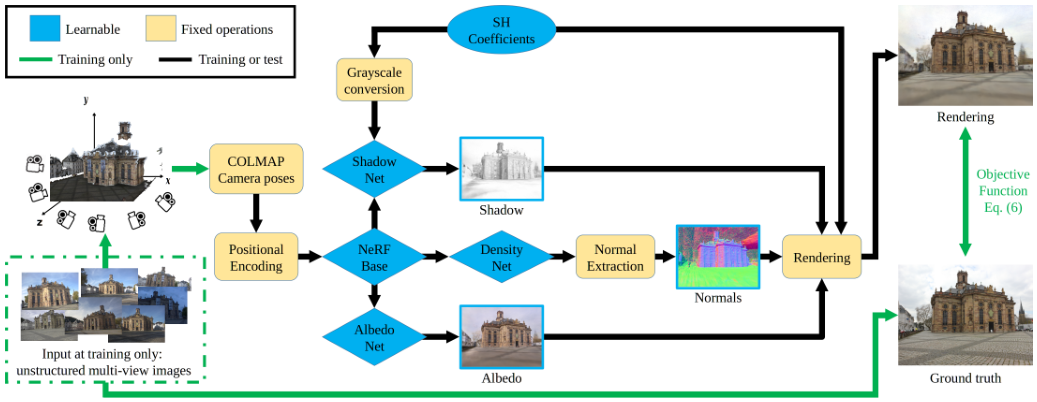 Learnable
Fixed operations
Training only
Training or test
SH
Coefficients
Grayscale
conversion
Rendering
y
x
z
COLMAP
Camera poses
Shadow
Net
Shadow
Objective
Function
Eq. (6)
Positional
Encoding
NeRF
Base
Density
Net
Normal
Extraction
Normals
Rendering
Albedo
Net
Albedo
Input at training only:
unstructured multi-view images
Ground truth